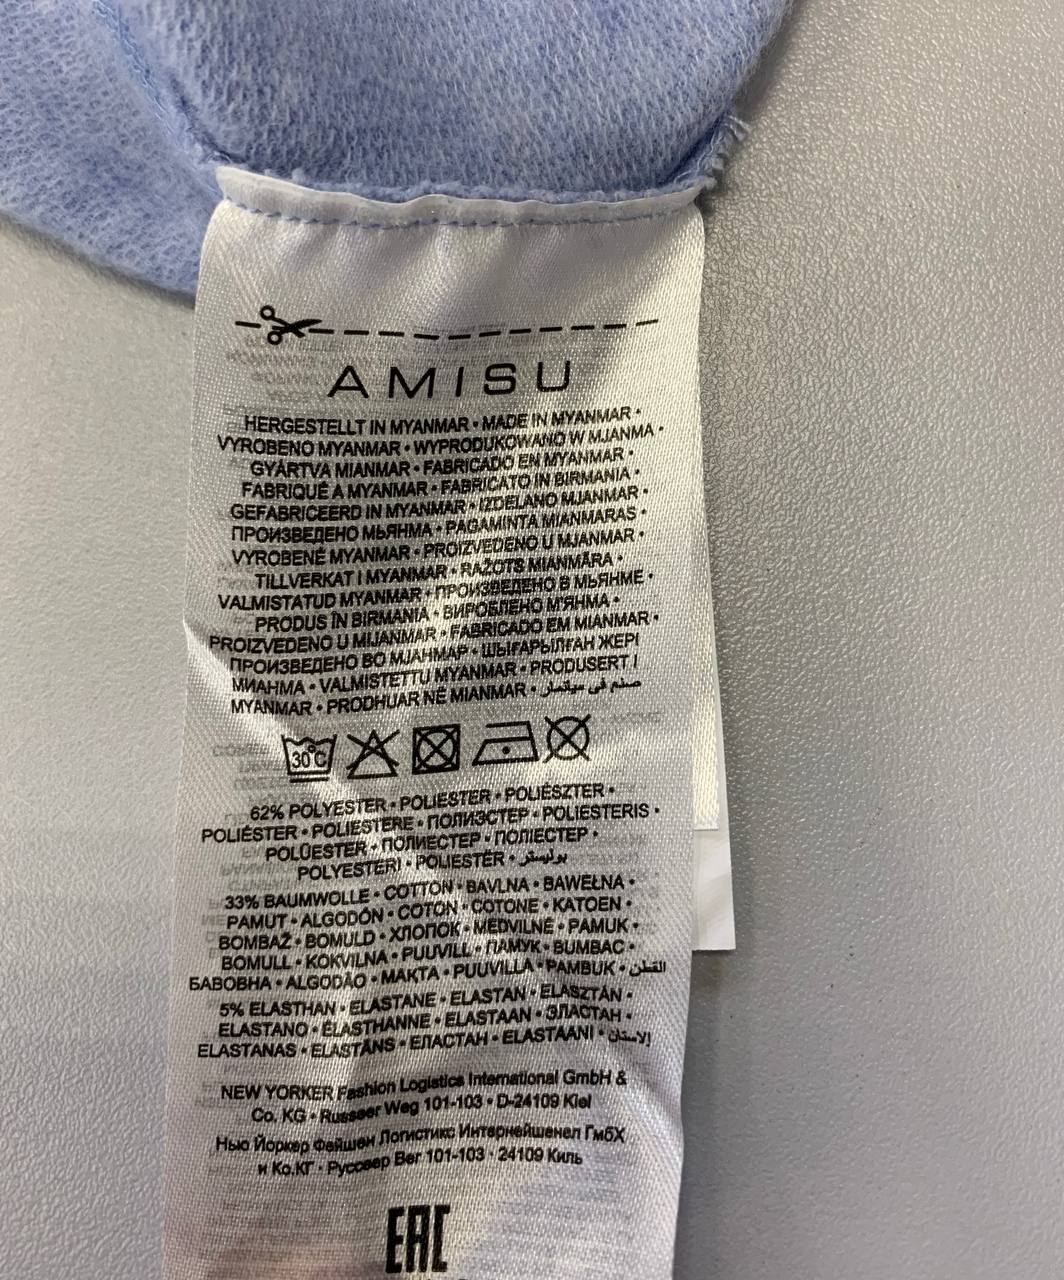 AMISU
HERGESTELLT IN MYANMAR • MADE IN MYANMAR •
VYROBENO MYANMAR • WYPRODUKOWANO W MJANMA •
GYÁRTVA MIANMAR • FABRICADO EN MYANMAR •
FABRIQUÉ A MYANMAR • FABRICATO IN BIRMANIA •
GEFABRICEERD IN MYANMAR • IZDELANO MJANMAR •
ПРОИЗВЕДЕНО МЬЯНМА • PAGAMINTA MIANMARAS •
VYROBENÉ MYANMAR • PROIZVEDENO U MJANMAR •
TILLVERKAT I MYANMAR • RAŽOTS MIANMĀRA •
VALMISTATUD MYANMAR • ПРОИЗВЕДЕНО В МЬЯНМЕ •
PRODUS ÎN BIRMANIA • ВИРОБЛЕНО М'ЯНМА •
PROIZVEDENO U MIJANMAR • FABRICADO EM MIANMAR •
ПРОИЗВЕДЕНО ВО МЈАНМАР • ШЫҒАРЫЛҒАН ЖЕРІ
МИАНМА • VALMISTETTU MYANMAR • PRODUSERT I
MYANMAR • PRODHUAR NË MIANMAR • صنع في ميانمار
30°C
62% POLYESTER • POLIESTER • POLIÉSZTER •
POLIÉSTER • POLIESTERE • ПОЛИЭСТЕР • POLIESTERIS •
POLÜESTER • ПОЛИЕСТЕР • ПОЛІЕСТЕР •
POLYESTERI • POLIESTËR • بوليستر
33% BAUMWOLLE • COTTON • BAVLNA • BAWEŁNA •
PAMUT • ALGODÓN • COTON • COTONE • KATOEN •
BOMBAŽ • BOMULD • ХЛОПОК • MEDVILNĖ • PAMUK •
BOMULL • KOKVILNA • PUUVILL • ПАМУК • BUMBAC •
БАВОВНА • ALGODÃO • МАКТА • PUUVILLA • PAMBUK • القطن
5% ELASTHAN • ELASTANE • ELASTAN • ELASZTÁN •
ELASTANO • ÉLASTHANNE • ELASTAAN • ЭЛАСТАН •
ELASTANAS • ELASTĀNS • ЕЛАСТАН • ELASTAANI • الاستان
NEW YORKER Fashion Logistics International GmbH &
Co. KG • Russeer Weg 101-103 • D-24109 Kiel
Нью Йоркер Фейшен Логистикс Интернейшенел ГмбХ
и Ко.КГ • Руссеер Вег 101-103 • 24109 Киль
EAC